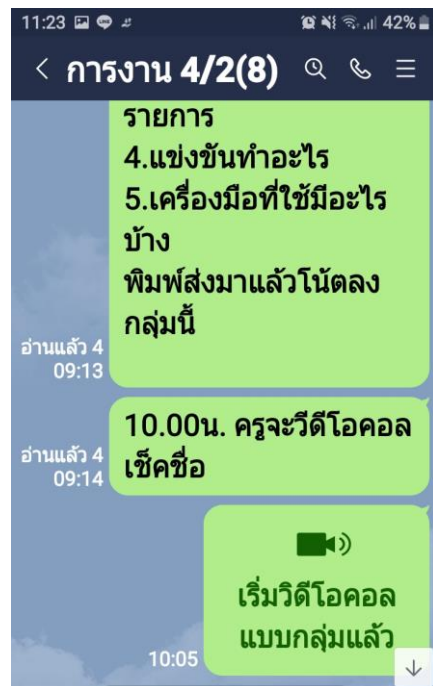 11:23 42%
การงาน 4/2(8)
รายการ
4.แข่งขันทำอะไร
5.เครื่องมือที่ใช้มีอะไร
บ้าง
พิมพ์ส่งมาแล้วโน้ตลง
กลุ่มนี้
อ่านแล้ว 4
09:13
10.00น. ครูจะวีดีโอคอล
เช็คชื่อ
อ่านแล้ว 4
09:14
เริ่มวิดีโอคอล
แบบกลุ่มแล้ว
10:05